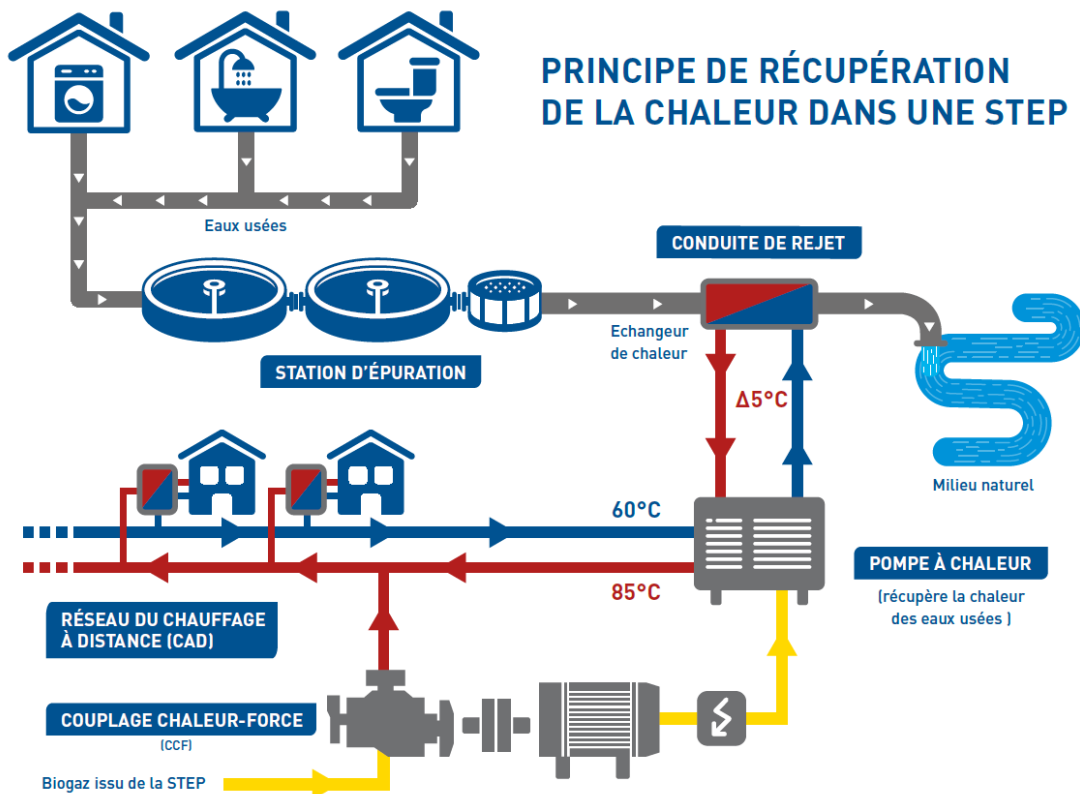 PRINCIPE DE RÉCUPÉRATION
DE LA CHALEUR DANS UNE STEP
Eaux usées
CONDUITE DE REJET
Echangeur
de chaleur
STATION D'ÉPURATION
Δ5°C
Milieu naturel
60°C
85°C
POMPE À CHALEUR
(récupère la chaleur
des eaux usées )
RÉSEAU DU CHAUFFAGE
À DISTANCE (CAD)
COUPLAGE CHALEUR-FORCE
(CCF)
Biogaz issu de la STEP